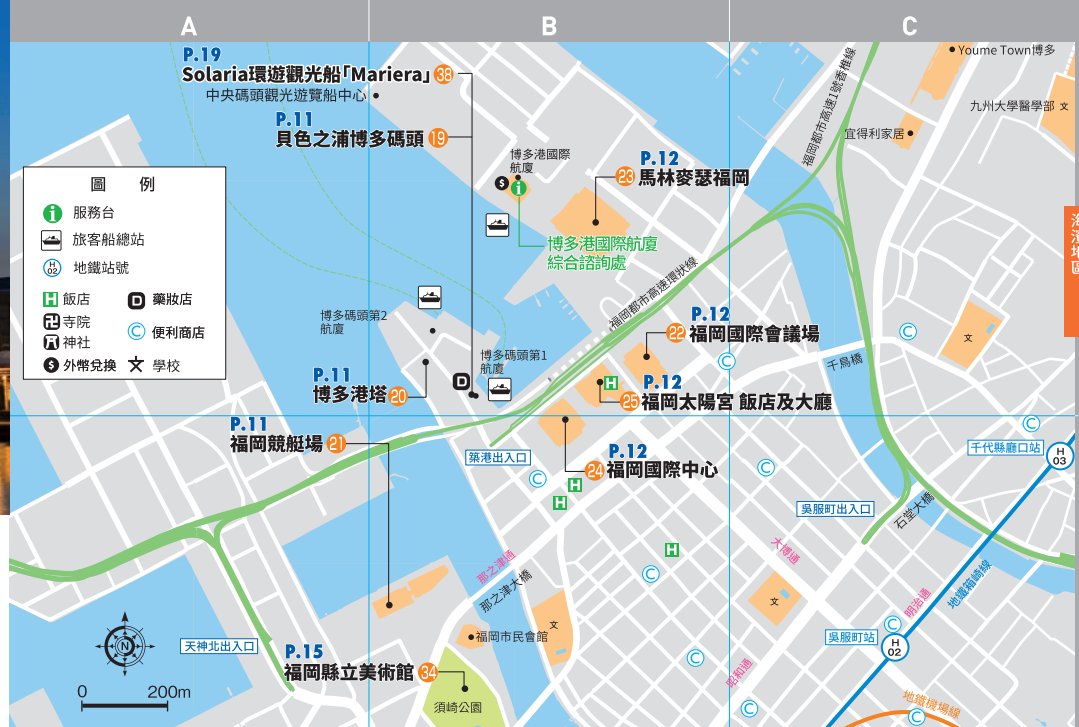 A
B
C
P.19
Solaria環遊觀光船｢Mariera｣ 38
中央碼頭觀光遊覽船中心
P.11
貝色之浦博多碼頭 19
福岡都市高速1號香椎線
Youme Town博多
九州大學醫學部 文
宜得利家居
博多港國際
航廈
$
i
P.12
23 馬林麥瑟福岡
博多港國際航廈
綜合諮詢處
海濱地區
圖 例
i 服務台
旅客船總站
H
02
地鐵站號
H 飯店
D 藥妝店
卍 寺院
C 便利商店
神社
$ 外幣兌換
文 學校
博多碼頭第2
航廈
博多碼頭第1
航廈
D
福岡都市高速環狀線
P.12
22 福岡國際會議場
C
C
文
千鳥橋
P.11
博多港塔 20
H
P.12
25 福岡太陽宮 飯店及大廳
P.11
福岡競艇場 21
築港出入口
C
P.12
24 福岡國際中心
H
H
C
C
千代縣廳口站
H
03
吳服町出入口
石堂大橋
H
C
大博通
那之津通
那之津大橋
文
文
地鐵箱崎線
明治通
C
吳服町站
H
02
N
天神北出入口
福岡市民會館
P.15
福岡縣立美術館 34
須崎公園
C
昭和通
C
地鐵機場線
C
0 200m